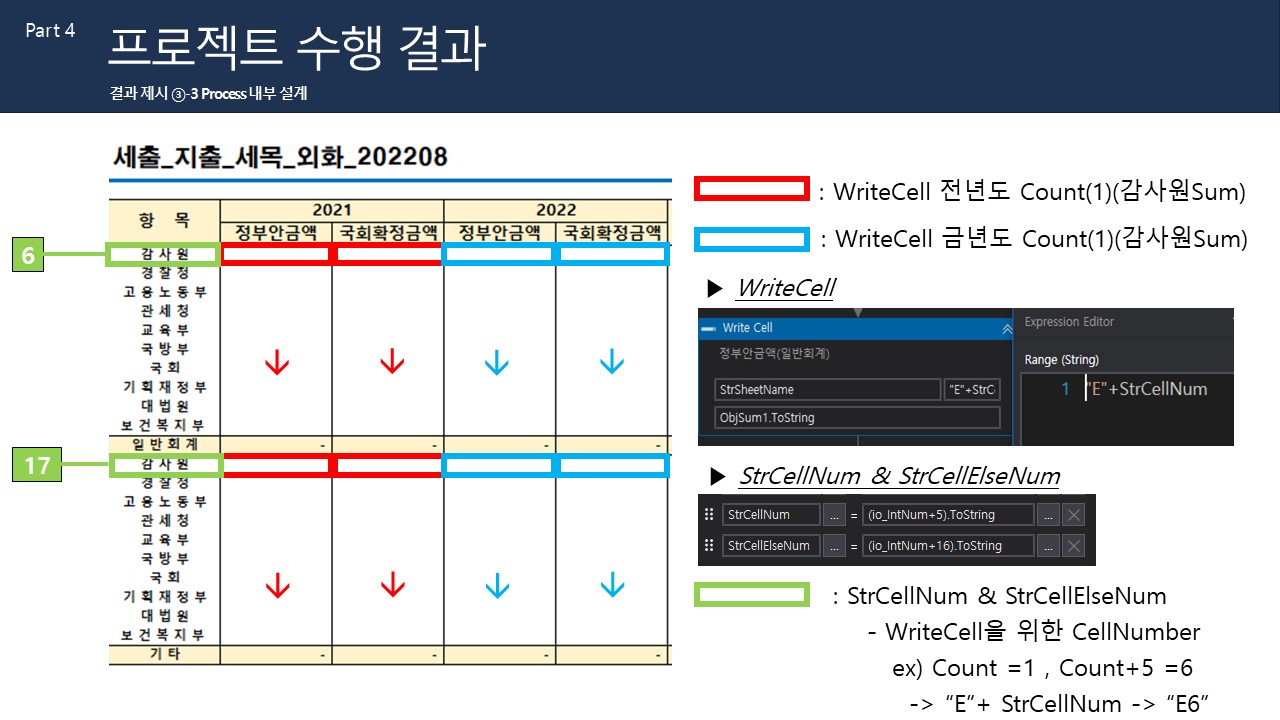 Part 4
프로젝트 수행 결과
결과 제시 ③-3 Process 내부 설계
세출_지출_세목_외화_202208
항 목 2021 2022
정부안금액 국회확정금액 정부안금액 국회확정금액
6
감사원
경찰청
고용노동부
관세청
교육부
국방부
국회
기획재정부
대법원
보건복지부
일반회계 - - - -
17
감사원
경찰청
고용노동부
관세청
교육부
국방부
국회
기획재정부
대법원
보건복지부
기타 - - - -
: WriteCell 전년도 Count(1)(감사원Sum)
: WriteCell 금년도 Count(1)(감사원Sum)
▶ WriteCell
Write Cell
정부안금액(일반회계)
StrSheetName "E"+StrC
ObjSum1.ToString
Expression Editor
Range (String)
1 "E"+StrCellNum
▶ StrCellNum & StrCellElseNum
StrCellNum ... = (io_IntNum+5).ToString ...
StrCellElseNum ... = (io_IntNum+16).ToString ...
: StrCellNum & StrCellElseNum
- WriteCell을 위한 CellNumber
ex) Count =1 , Count+5 =6
-> “E”+ StrCellNum -> “E6”